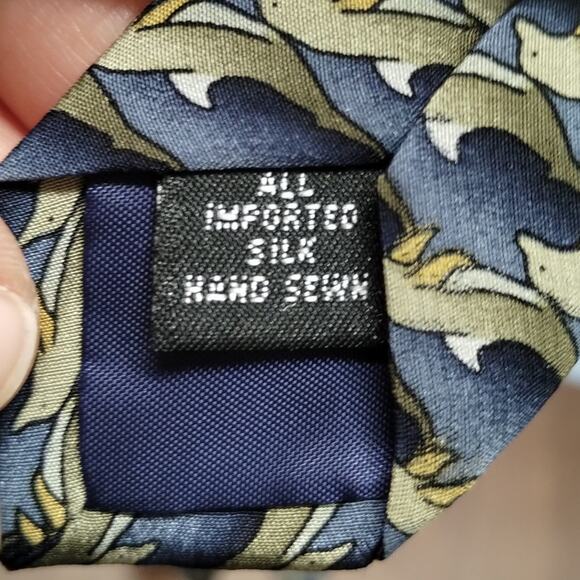 ALL
IMPORTED
SILK
HAND SEWN